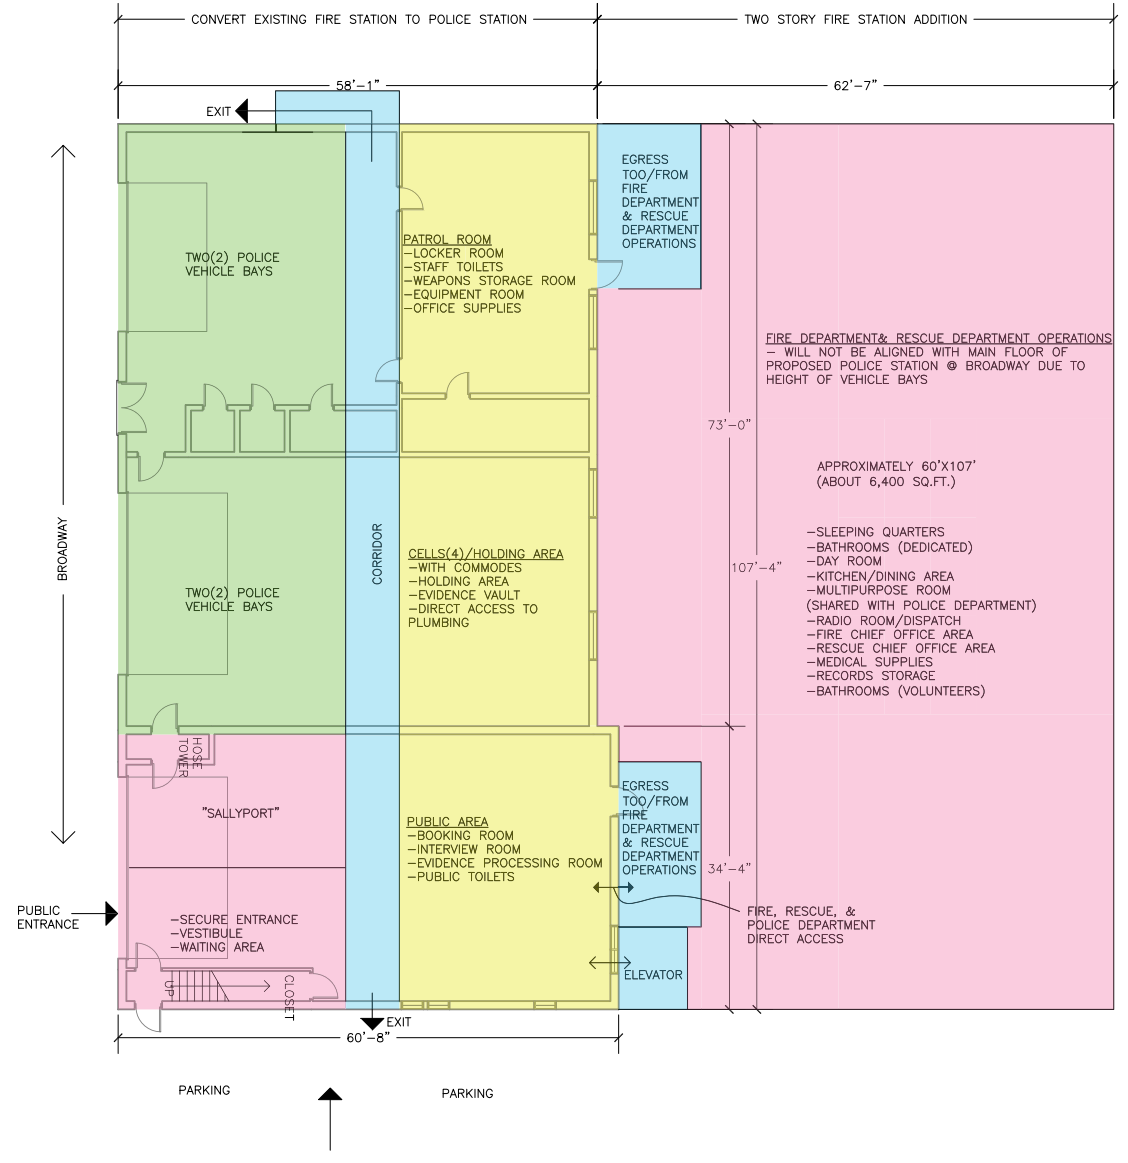 CONVERT EXISTING FIRE STATION TO POLICE STATION
TWO STORY FIRE STATION ADDITION
58'-1"
62'-7"
EXIT
EGRESS
TOO/FROM
FIRE
DEPARTMENT
& RESCUE
DEPARTMENT
OPERATIONS
TWO(2) POLICE
VEHICLE BAYS
PATROL ROOM
-LOCKER ROOM
-STAFF TOILETS
-WEAPONS STORAGE ROOM
-EQUIPMENT ROOM
-OFFICE SUPPLIES
FIRE DEPARTMENT& RESCUE DEPARTMENT OPERATIONS
- WILL NOT BE ALIGNED WITH MAIN FLOOR OF
PROPOSED POLICE STATION @ BROADWAY DUE TO
HEIGHT OF VEHICLE BAYS
73'-0"
APPROXIMATELY 60'X107'
(ABOUT 6,400 SQ.FT.)
BROADWAY
CORRIDOR
TWO(2) POLICE
VEHICLE BAYS
CELLS(4)/HOLDING AREA
-WITH COMMODES
-HOLDING AREA
-EVIDENCE VAULT
-DIRECT ACCESS TO
PLUMBING
107'-4"
-SLEEPING QUARTERS
-BATHROOMS (DEDICATED)
-DAY ROOM
-KITCHEN/DINING AREA
-MULTIPURPOSE ROOM
(SHARED WITH POLICE DEPARTMENT)
-RADIO ROOM/DISPATCH
-FIRE CHIEF OFFICE AREA
-RESCUE CHIEF OFFICE AREA
-MEDICAL SUPPLIES
-RECORDS STORAGE
-BATHROOMS (VOLUNTEERS)
HOSE
TOWER
"SALLYPORT"
PUBLIC AREA
-BOOKING ROOM
-INTERVIEW ROOM
-EVIDENCE PROCESSING ROOM
-PUBLIC TOILETS
EGRESS
TOO/FROM
FIRE
DEPARTMENT
& RESCUE
DEPARTMENT
OPERATIONS
34'-4"
PUBLIC
ENTRANCE
-SECURE ENTRANCE
-VESTIBULE
-WAITING AREA
FIRE, RESCUE, &
POLICE DEPARTMENT
DIRECT ACCESS
ELEVATOR
UP
CLOSET
EXIT
60'-8"
PARKING
PARKING